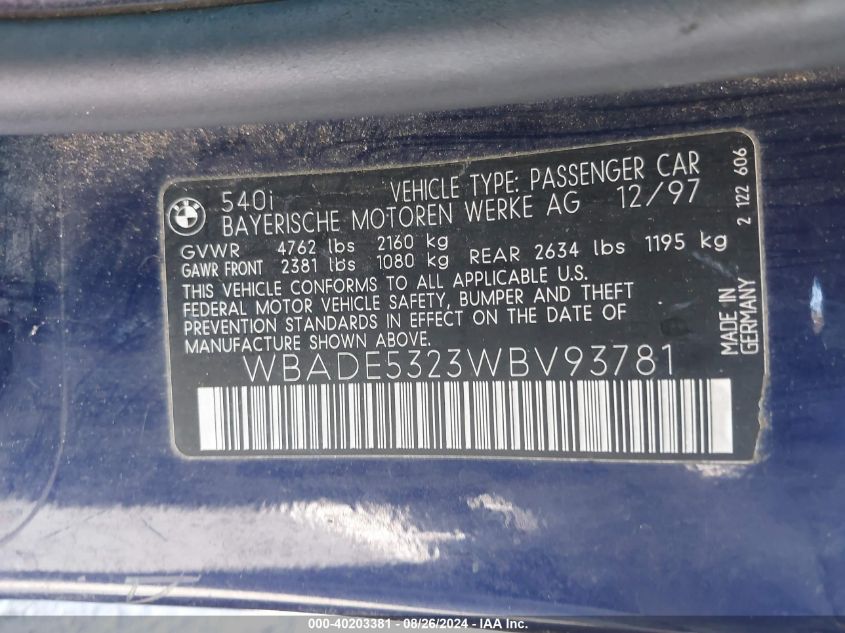 BMW
540i VEHICLE TYPE: PASSENGER CAR
BAYERISCHE MOTOREN WERKE AG 12/97
GVWR 4762 lbs 2160 kg
GAWR FRONT 2381 lbs 1080 kg REAR 2634 lbs 1195 kg
THIS VEHICLE CONFORMS TO ALL APPLICABLE U.S.
FEDERAL MOTOR VEHICLE SAFETY, BUMPER AND THEFT
PREVENTION STANDARDS IN EFFECT ON THE DATE OF
MANUFACTURE SHOWN ABOVE.
WBADE5323WBV93781
MADE IN
GERMANY
2 122 606
000-40203381 - 08/26/2024 - IAAI, Inc.